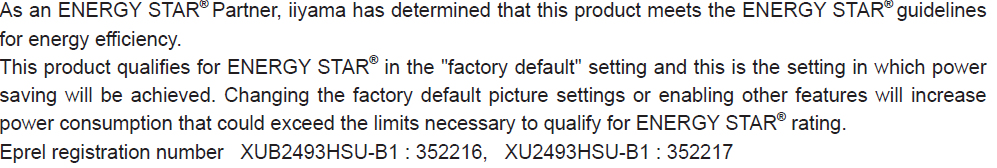 As an ENERGY STAR® Partner, iiyama has determined that this product meets the ENERGY STAR® guidelines
for energy efficiency.
This product qualifies for ENERGY STAR® in the "factory default" setting and this is the setting in which power
saving will be achieved. Changing the factory default picture settings or enabling other features will increase
power consumption that could exceed the limits necessary to qualify for ENERGY STAR® rating.
Eprel registration number XUB2493HSU-B1 : 352216, XU2493HSU-B1 : 352217